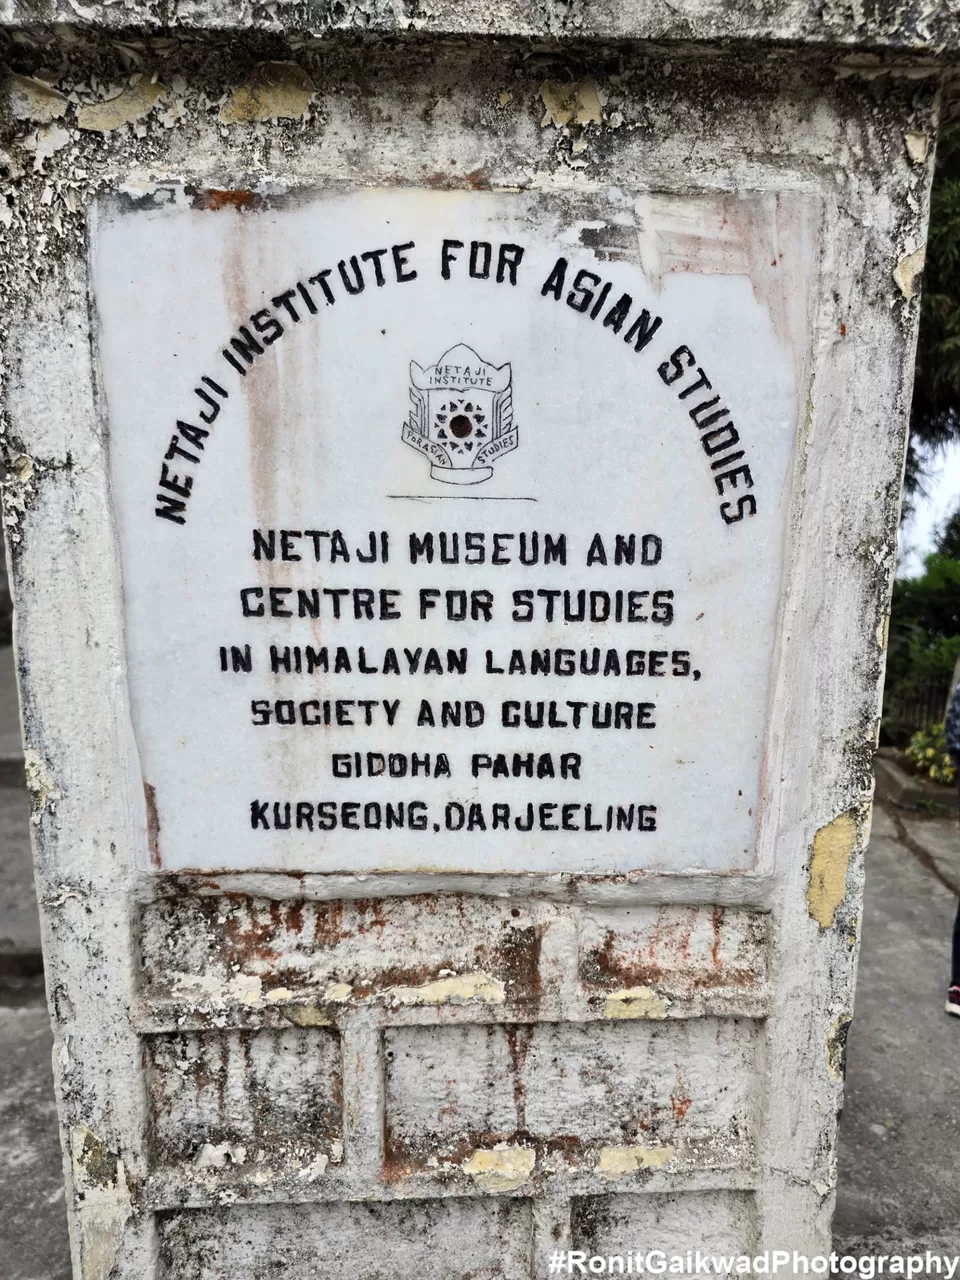 NETAJI INSTITUTE FOR ASIAN STUDIES
NETAJI
INSTITUTE
FOR ASIAN STUDIES
NETAJI MUSEUM AND
CENTRE FOR STUDIES
IN HIMALAYAN LANGUAGES,
SOCIETY AND CULTURE
GIDDHA PAHAR
KURSEONG,DARJEELING
#RonitGaikwadPhotography